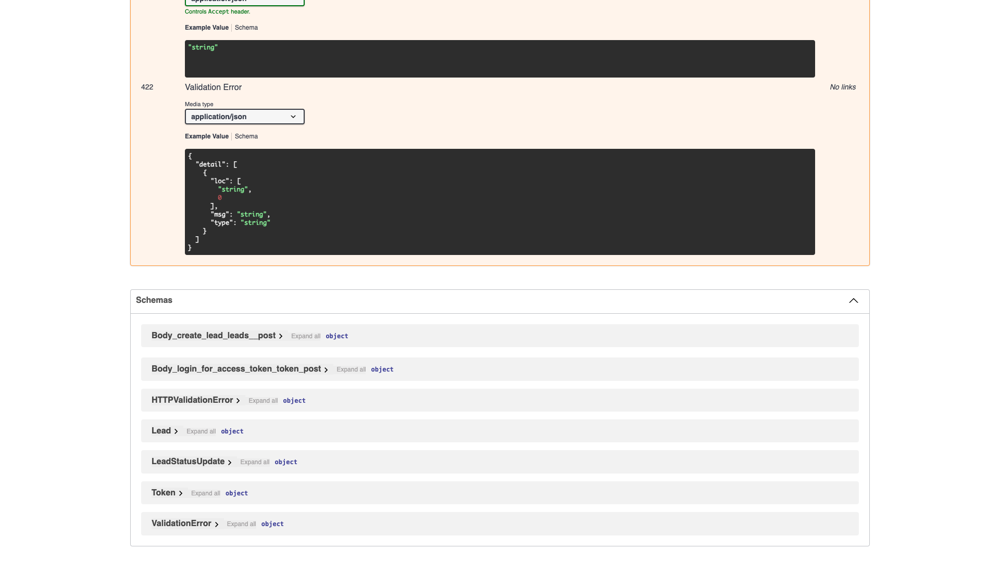 application/json
Controls Accept header.
Example Value Schema
"string"
422 Validation Error No links
Media type
application/json
Example Value Schema
{
"detail": [
{
"loc": [
"string",
0
],
"msg": "string",
"type": "string"
}
]
}
Schemas
Body_create_lead_leads__post Expand all object
Body_login_for_access_token_token_post Expand all object
HTTPValidationError Expand all object
Lead Expand all object
LeadStatusUpdate Expand all object
Token Expand all object
ValidationError Expand all object